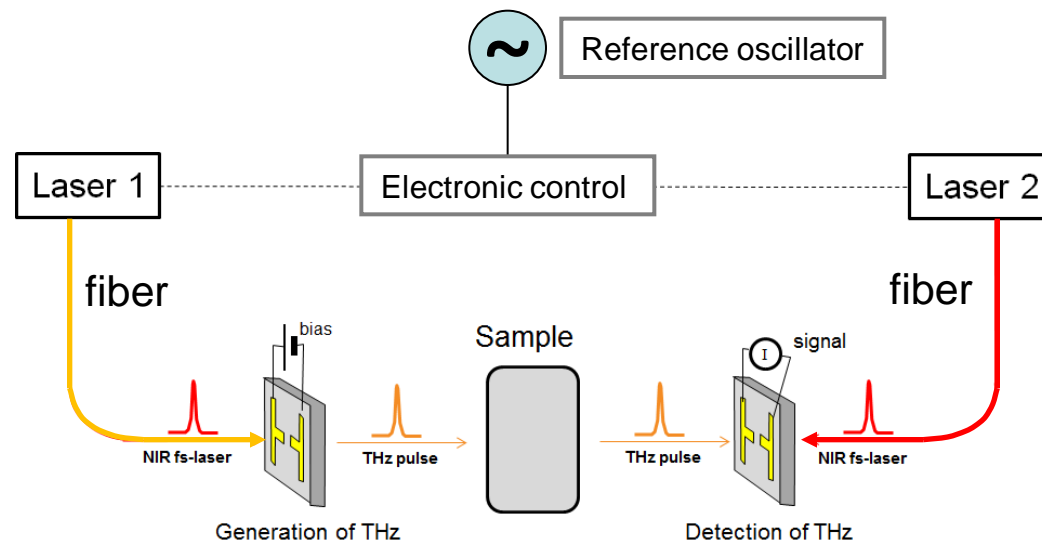 ~
Reference oscillator
Laser 1
Electronic control
Laser 2
fiber
fiber
bias
Sample
I
signal
NIR fs-laser
THz pulse
THz pulse
NIR fs-laser
Generation of THz
Detection of THz